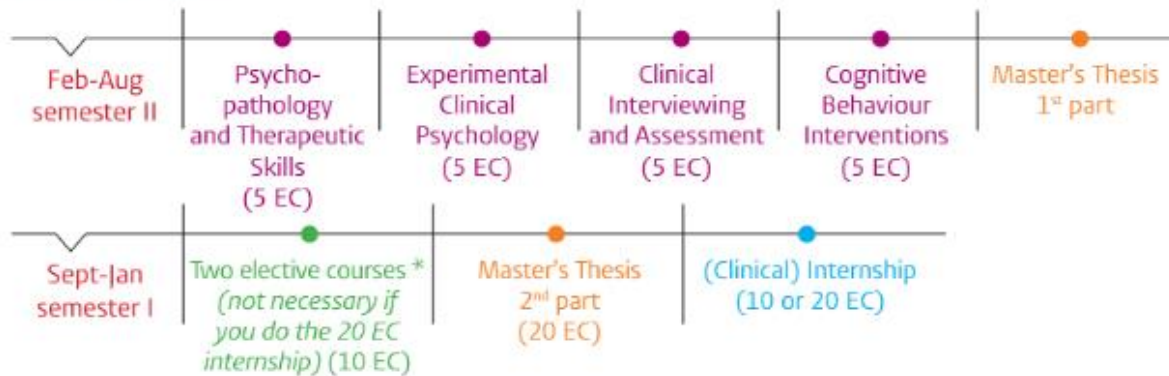 Feb-Aug
semester II
Psycho-
pathology
and Therapeutic
Skills
(5 EC)
Experimental
Clinical
Psychology
(5 EC)
Clinical
Interviewing
and Assessment
(5 EC)
Cognitive
Behaviour
Interventions
(5 EC)
Master's Thesis
1st part
Sept-Jan
semester I
Two elective courses *
(not necessary if
you do the 20 EC
internship) (10 EC)
Master's Thesis
2nd part
(20 EC)
(Clinical) Internship
(10 or 20 EC)